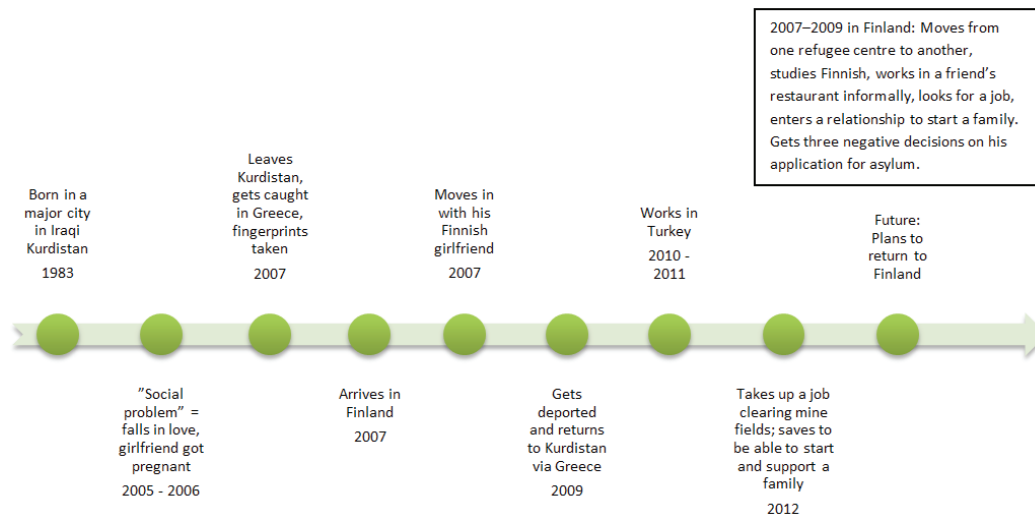 2007–2009 in Finland: Moves from
one refugee centre to another,
studies Finnish, works in a friend's
restaurant informally, looks for a job,
enters a relationship to start a family.
Gets three negative decisions on his
application for asylum.
Born in a
major city
in Iraqi
Kurdistan
1983
"Social
problem" =
falls in love,
girlfriend got
pregnant
2005 - 2006
Leaves
Kurdistan,
gets caught
in Greece,
fingerprints
taken
2007
Arrives in
Finland
2007
Moves in
with his
Finnish
girlfriend
2007
Gets
deported
and returns
to Kurdistan
via Greece
2009
Works in
Turkey
2010 -
2011
Takes up a job
clearing mine
fields; saves to
be able to start
and support a
family
2012
Future:
Plans to
return to
Finland